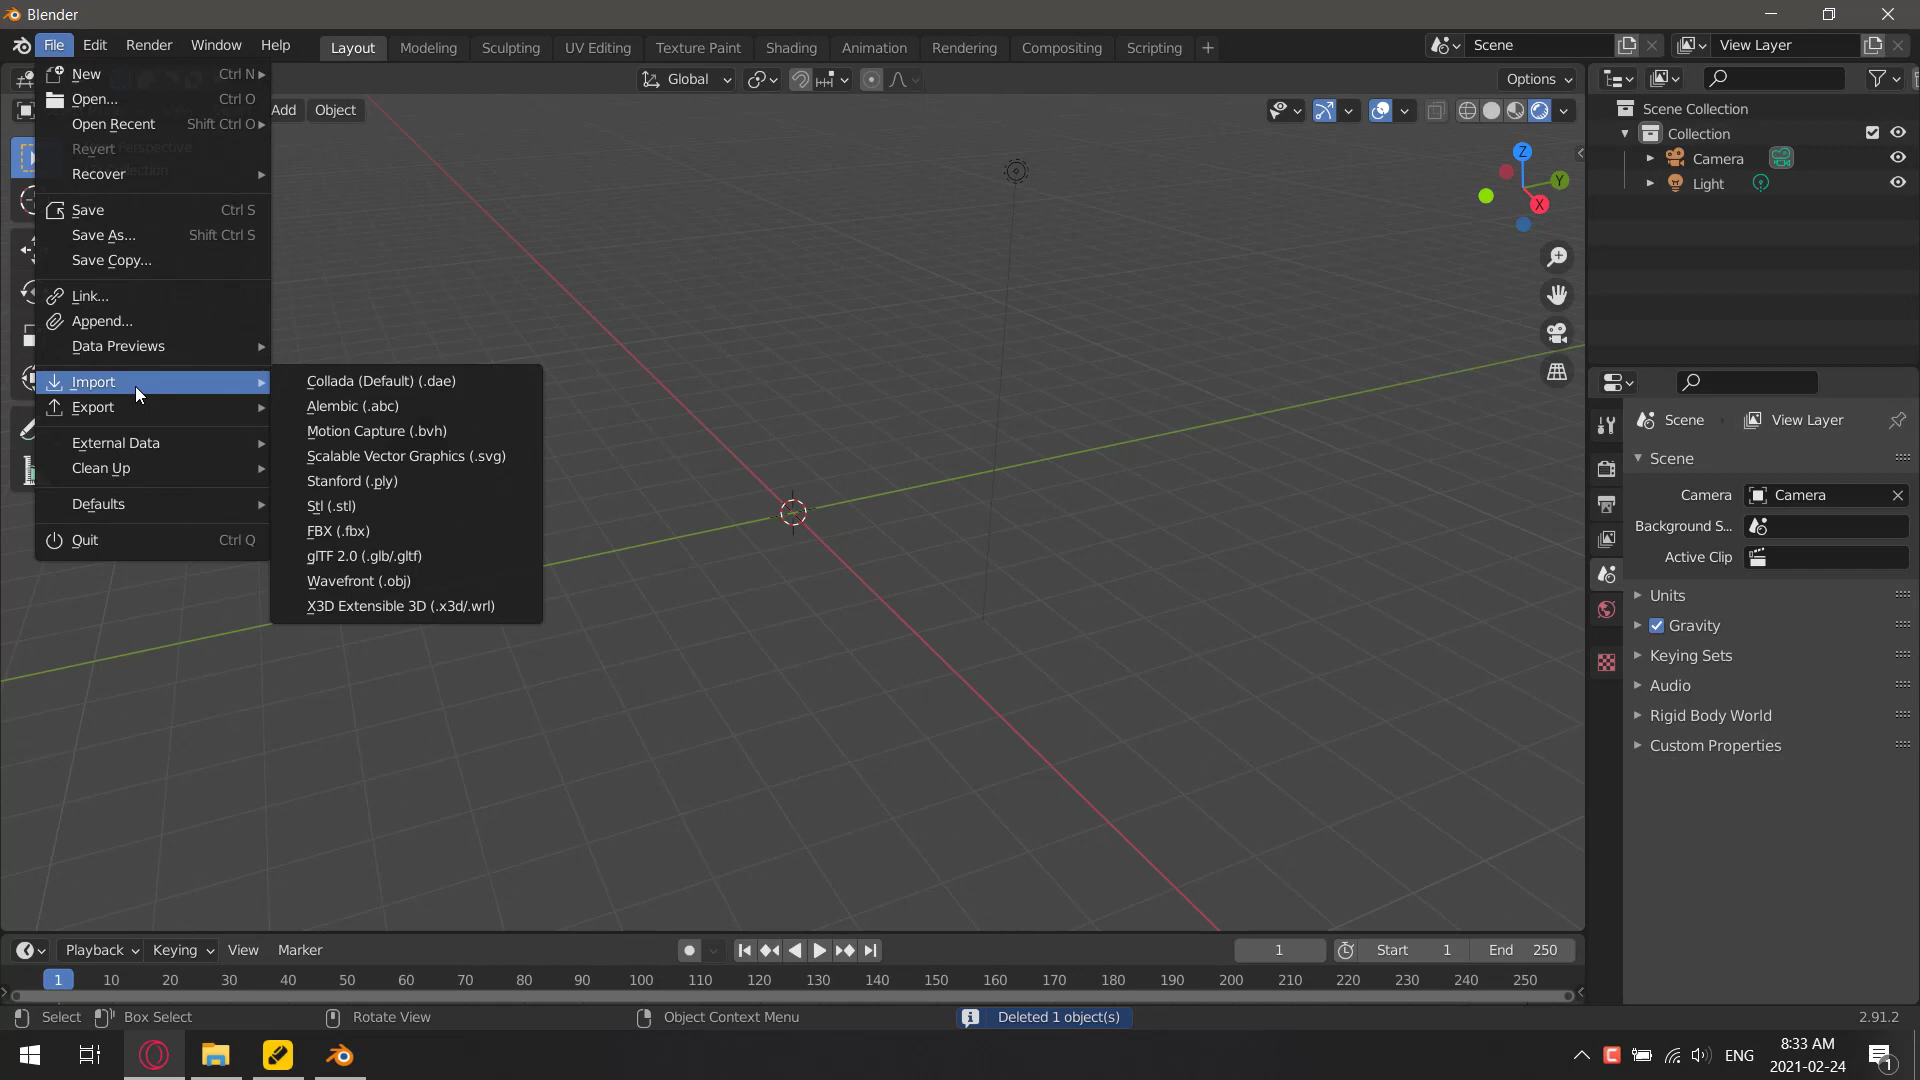 Blender
File Edit Render Window Help Layout Modeling Sculpting UV Editing Texture Paint Shading Animation Rendering Compositing Scripting + Scene View Layer
New Ctrl N
Open... Ctrl O
Open Recent Shift Ctrl O
Revert
Recover
Save Ctrl S
Save As... Shift Ctrl S
Save Copy...
Link...
Append...
Data Previews
Import
Export
External Data
Clean Up
Defaults
Quit Ctrl Q
Collada (Default) (.dae)
Alembic (.abc)
Motion Capture (.bvh)
Scalable Vector Graphics (.svg)
Stanford (.ply)
Stl (.stl)
FBX (.fbx)
glTF 2.0 (.glb/.gltf)
Wavefront (.obj)
X3D Extensible 3D (.x3d/.wrl)
Global
Options
Add Object
Z
Y
X
Scene Collection
Collection
Camera
Light
Scene View Layer
Scene
Camera Camera
Background S...
Active Clip
Units
Gravity
Keying Sets
Audio
Rigid Body World
Custom Properties
Playback Keying View Marker 1 Start 1 End 250
1 10 20 30 40 50 60 70 80 90 100 110 120 130 140 150 160 170 180 190 200 210 220 230 240 250
Select Box Select Rotate View Object Context Menu Deleted 1 object(s) 2.91.2
ENG
8:33 AM
2021-02-24
1